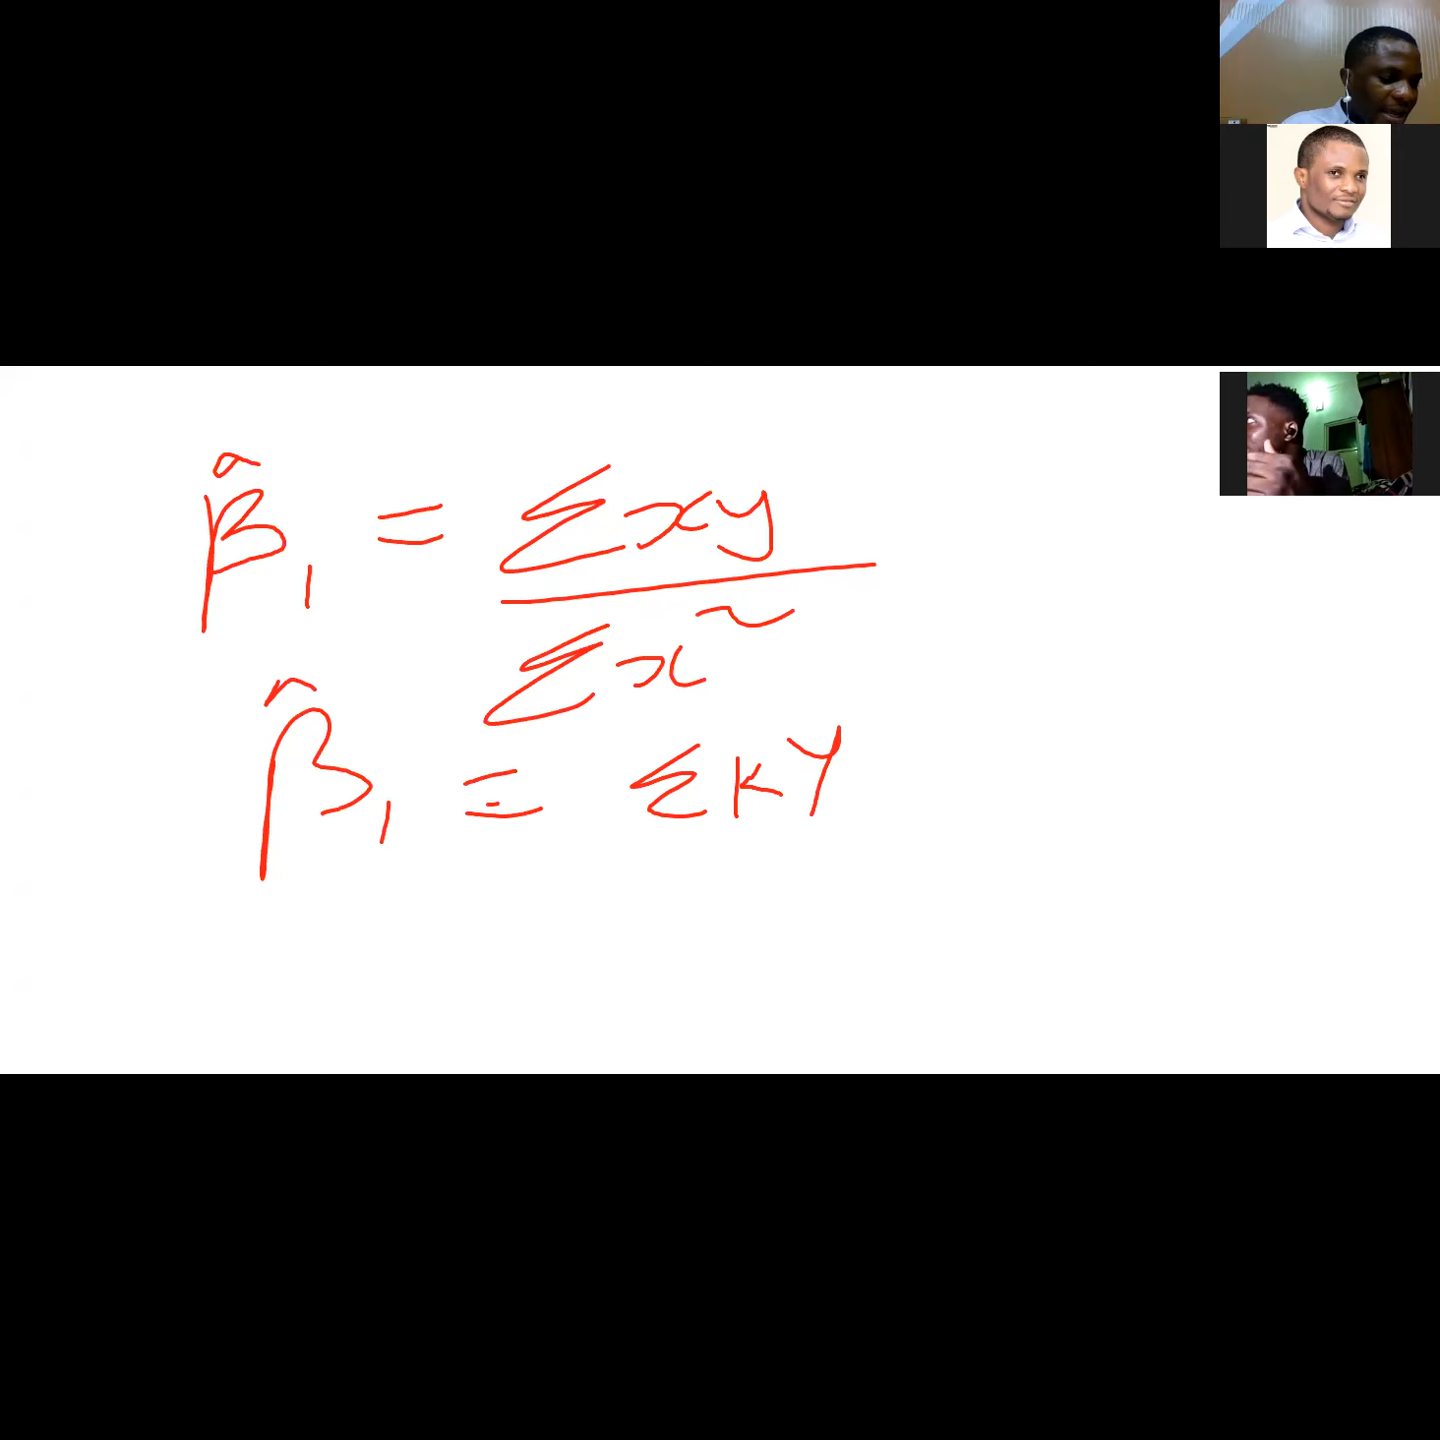 β̂₁ = Σxy / Σx²
β̂₁ = ΣkY